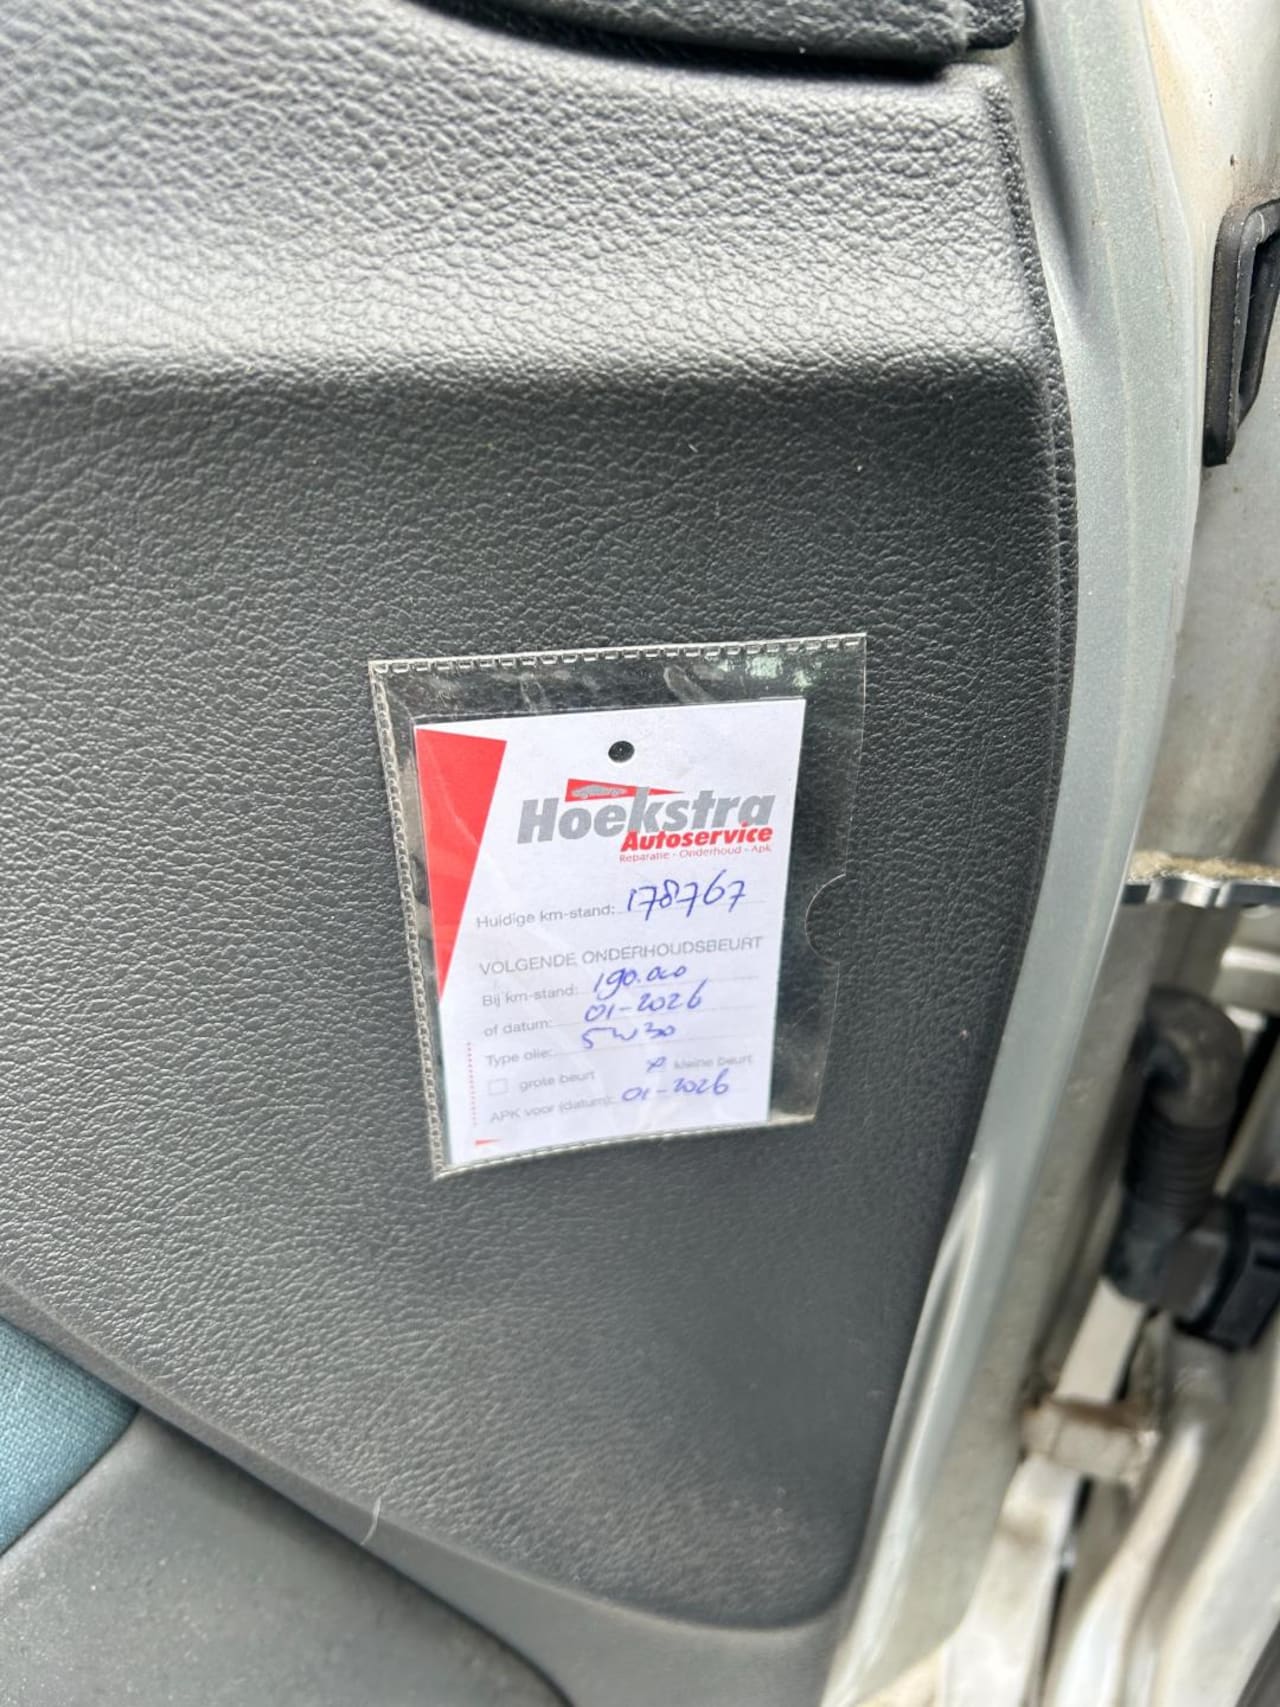 Hoekstra
Autoservice
Reparatie - Onderhoud - Apk
Huidige km-stand: 178767
VOLGENDE ONDERHOUDSBEURT
Bij km-stand: 190.000
of datum: 01-2026
Type olie: 5W30
grote beurt kleine beurt
APK voor (datum): 01-2026